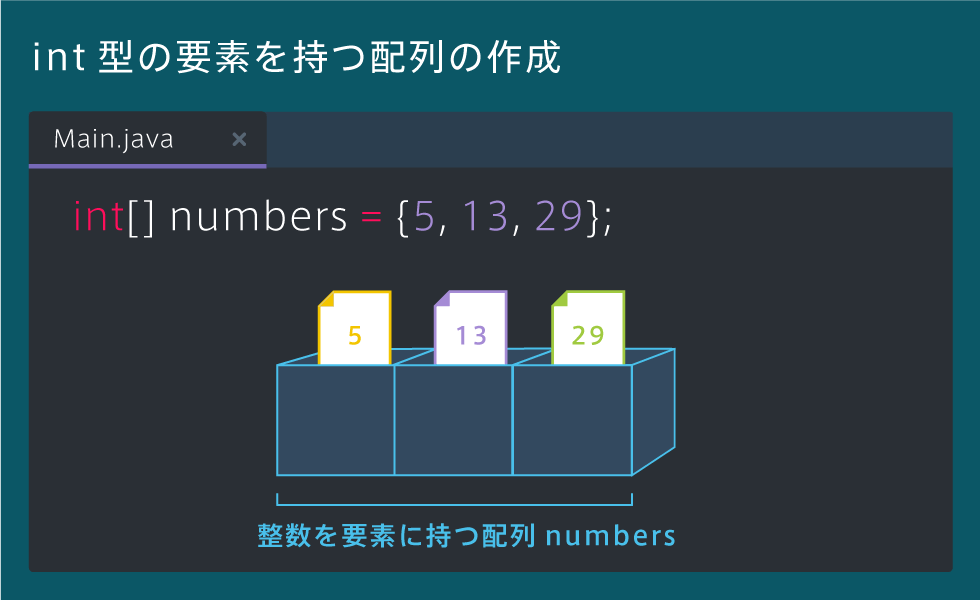 int 型の要素を持つ配列の作成
Main.java ×
int[] numbers = {5, 13, 29};
5 13 29
整数を要素に持つ配列 numbers